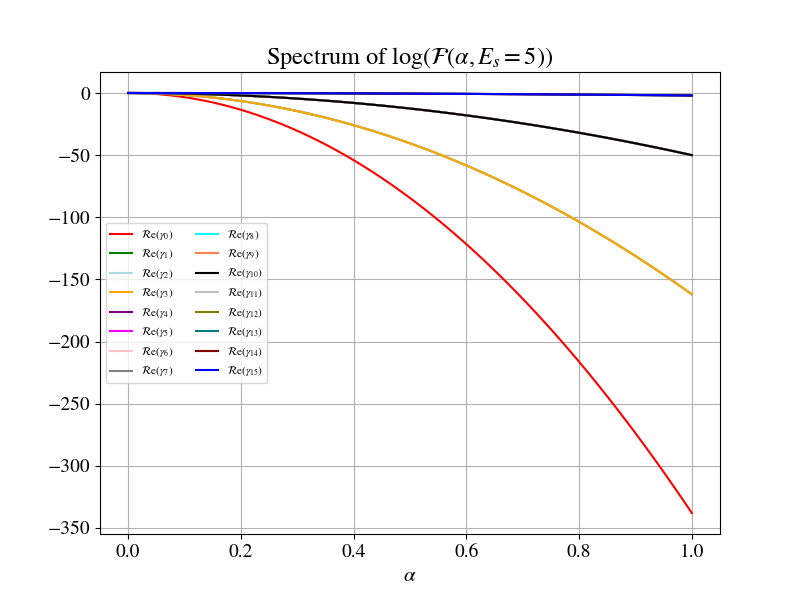 Spectrum of log(ℱ(α, E_s = 5))
0
−50
−100
−150
−200
−250
−300
−350
ℛe(γ₀) ℛe(γ₈)
ℛe(γ₁) ℛe(γ₉)
ℛe(γ₂) ℛe(γ₁₀)
ℛe(γ₃) ℛe(γ₁₁)
ℛe(γ₄) ℛe(γ₁₂)
ℛe(γ₅) ℛe(γ₁₃)
ℛe(γ₆) ℛe(γ₁₄)
ℛe(γ₇) ℛe(γ₁₅)
0.0 0.2 0.4 0.6 0.8 1.0
α